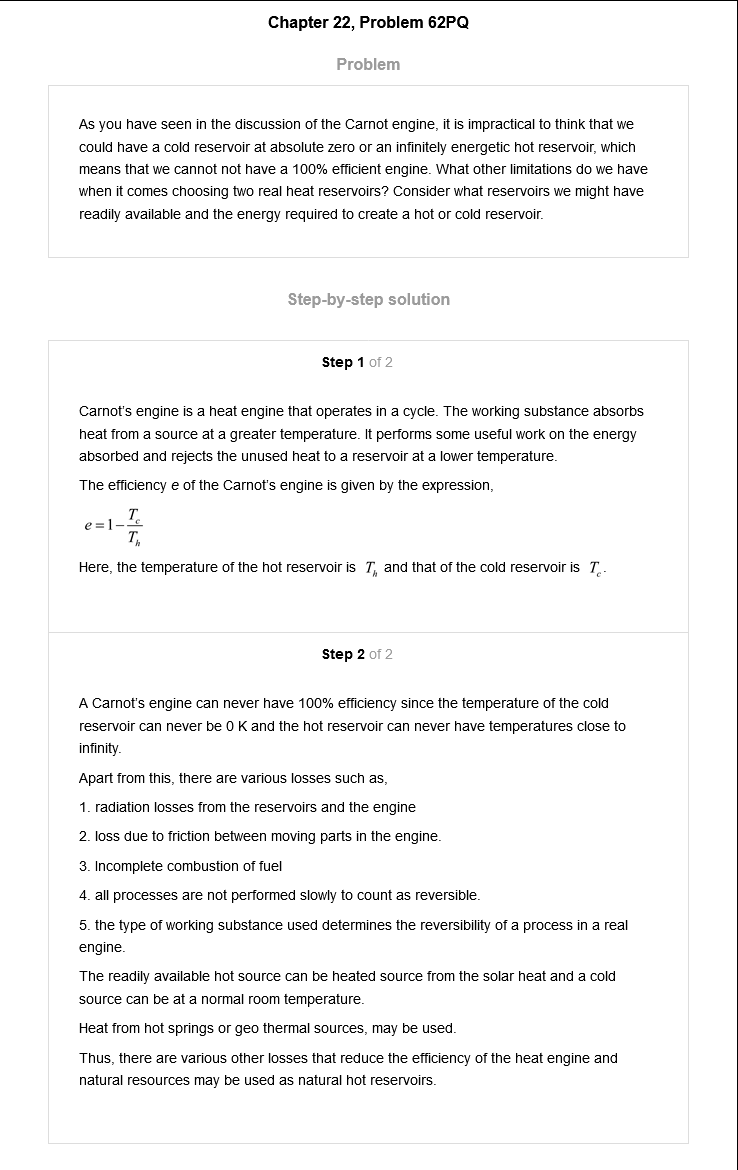 Chapter 22, Problem 62PQ
Problem
As you have seen in the discussion of the Carnot engine, it is impractical to think that we
could have a cold reservoir at absolute zero or an infinitely energetic hot reservoir, which
means that we cannot not have a 100% efficient engine. What other limitations do we have
when it comes choosing two real heat reservoirs? Consider what reservoirs we might have
readily available and the energy required to create a hot or cold reservoir.
Step-by-step solution
Step 1 of 2
Carnot's engine is a heat engine that operates in a cycle. The working substance absorbs
heat from a source at a greater temperature. It performs some useful work on the energy
absorbed and rejects the unused heat to a reservoir at a lower temperature.
The efficiency e of the Carnot's engine is given by the expression,
e = 1 - T_c / T_h
Here, the temperature of the hot reservoir is T_h and that of the cold reservoir is T_c.
Step 2 of 2
A Carnot's engine can never have 100% efficiency since the temperature of the cold
reservoir can never be 0 K and the hot reservoir can never have temperatures close to
infinity.
Apart from this, there are various losses such as,
1. radiation losses from the reservoirs and the engine
2. loss due to friction between moving parts in the engine.
3. Incomplete combustion of fuel
4. all processes are not performed slowly to count as reversible.
5. the type of working substance used determines the reversibility of a process in a real
engine.
The readily available hot source can be heated source from the solar heat and a cold
source can be at a normal room temperature.
Heat from hot springs or geo thermal sources, may be used.
Thus, there are various other losses that reduce the efficiency of the heat engine and
natural resources may be used as natural hot reservoirs.